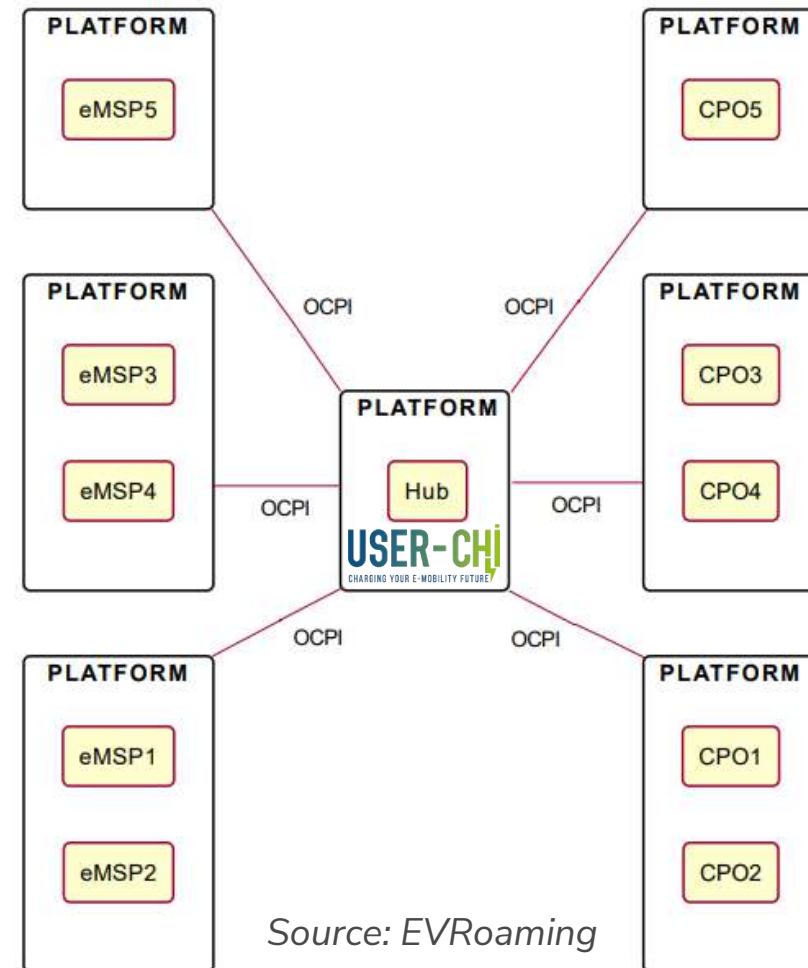 PLATFORM
eMSP5
PLATFORM
CPO5
OCPI
OCPI
PLATFORM
eMSP3
eMSP4
PLATFORM
CPO3
CPO4
PLATFORM
Hub
USER-CHi
CHARGING YOUR E-MOBILITY FUTURE
OCPI
OCPI
OCPI
OCPI
PLATFORM
eMSP1
eMSP2
PLATFORM
CPO1
CPO2
Source: EVRoaming